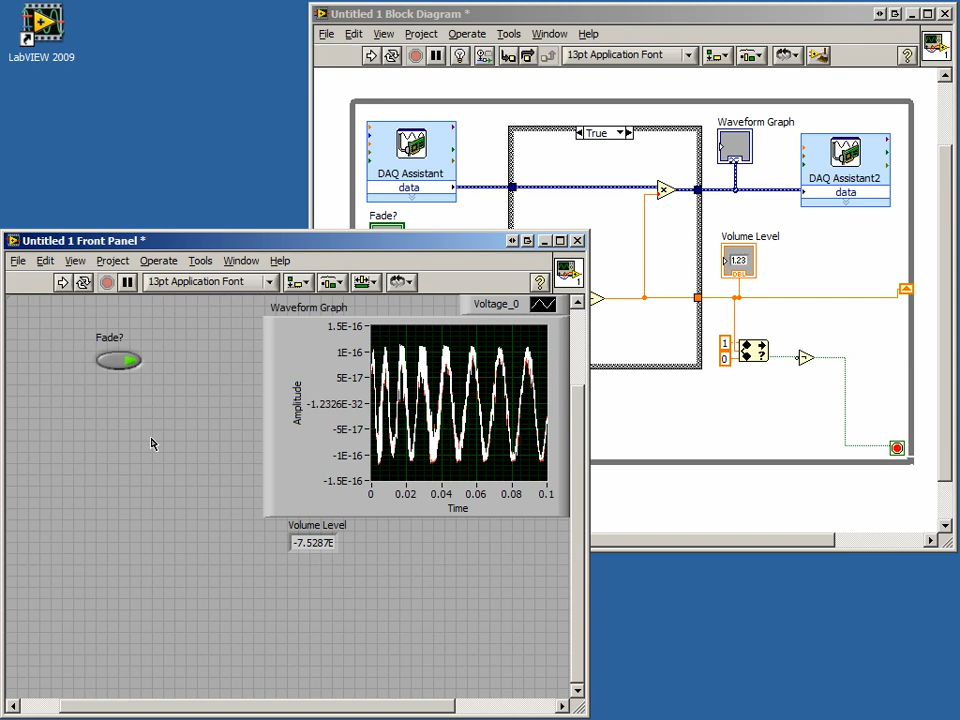 LabVIEW 2009
Untitled 1 Block Diagram *
File Edit View Project Operate Tools Window Help
13pt Application Font
?
1
True
Waveform Graph
DAQ Assistant
data
DAQ Assistant2
data
Fade?
Volume Level
1.23
DBL
1
0
?
Untitled 1 Front Panel *
File Edit View Project Operate Tools Window Help
13pt Application Font
?
1
Waveform Graph
Voltage_0
Fade?
1.5E-16
1E-16
5E-17
-1.2326E-32
-5E-17
-1E-16
-1.5E-16
Amplitude
0 0.02 0.04 0.06 0.08 0.1
Time
Volume Level
-7.5287E